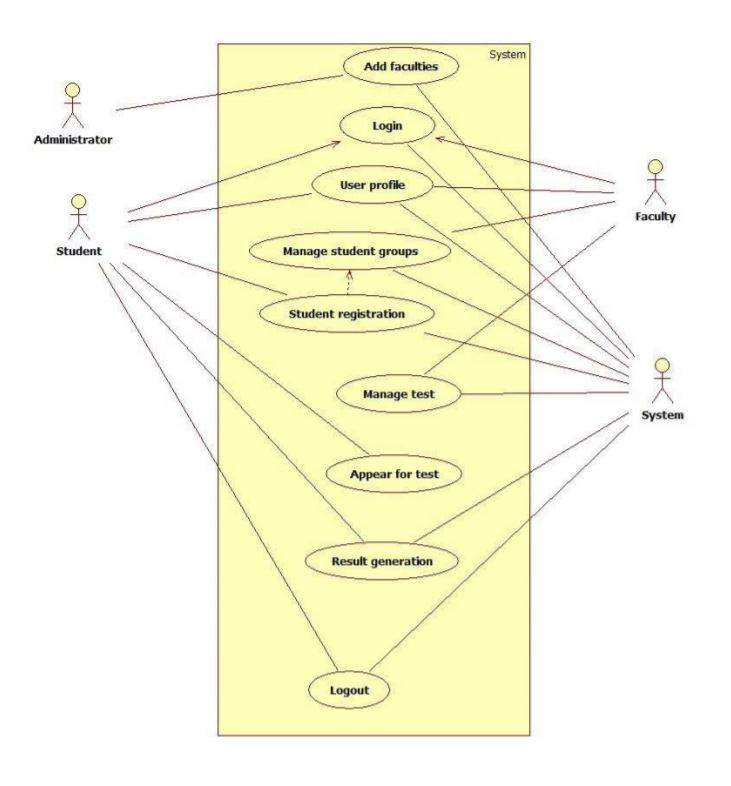 System
Add faculties
Administrator
Login
User profile
Faculty
Student
Manage student groups
Student registration
Manage test
System
Appear for test
Result generation
Logout